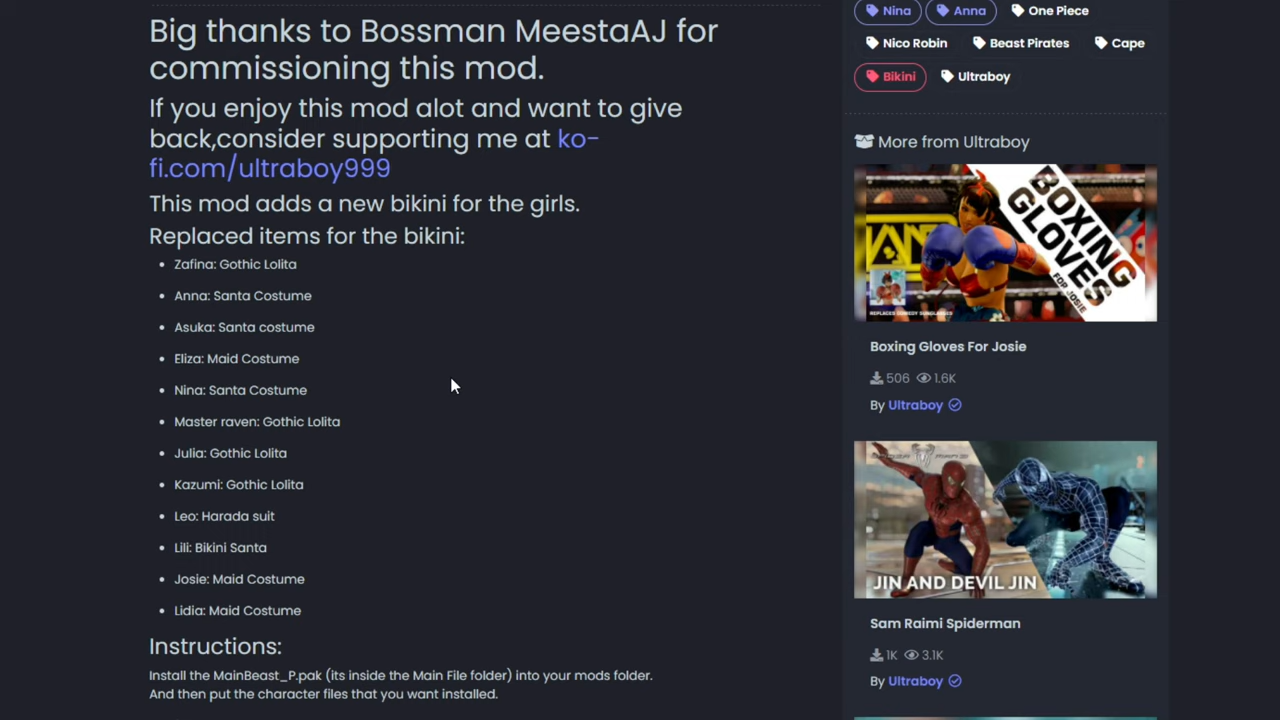 Big thanks to Bossman MeestaAJ for
commissioning this mod.
If you enjoy this mod alot and want to give
back,consider supporting me at ko-
fi.com/ultraboy999
This mod adds a new bikini for the girls.
Replaced items for the bikini:
Zafina: Gothic Lolita
Anna: Santa Costume
Asuka: Santa costume
Eliza: Maid Costume
Nina: Santa Costume
Master raven: Gothic Lolita
Julia: Gothic Lolita
Kazumi: Gothic Lolita
Leo: Harada suit
Lili: Bikini Santa
Josie: Maid Costume
Lidia: Maid Costume
Instructions:
Install the MainBeast_P.pak (its inside the Main File folder) into your mods folder.
And then put the character files that you want installed.
Nina Anna One Piece
Nico Robin Beast Pirates Cape
Bikini Ultraboy
More from Ultraboy
BOXING
GLOVES
FOR JOSIE
REPLACES COMEDY SUNGLASSES
Boxing Gloves For Josie
506 1.6K
By Ultraboy
JIN AND DEVIL JIN
Sam Raimi Spiderman
1K 3.1K
By Ultraboy